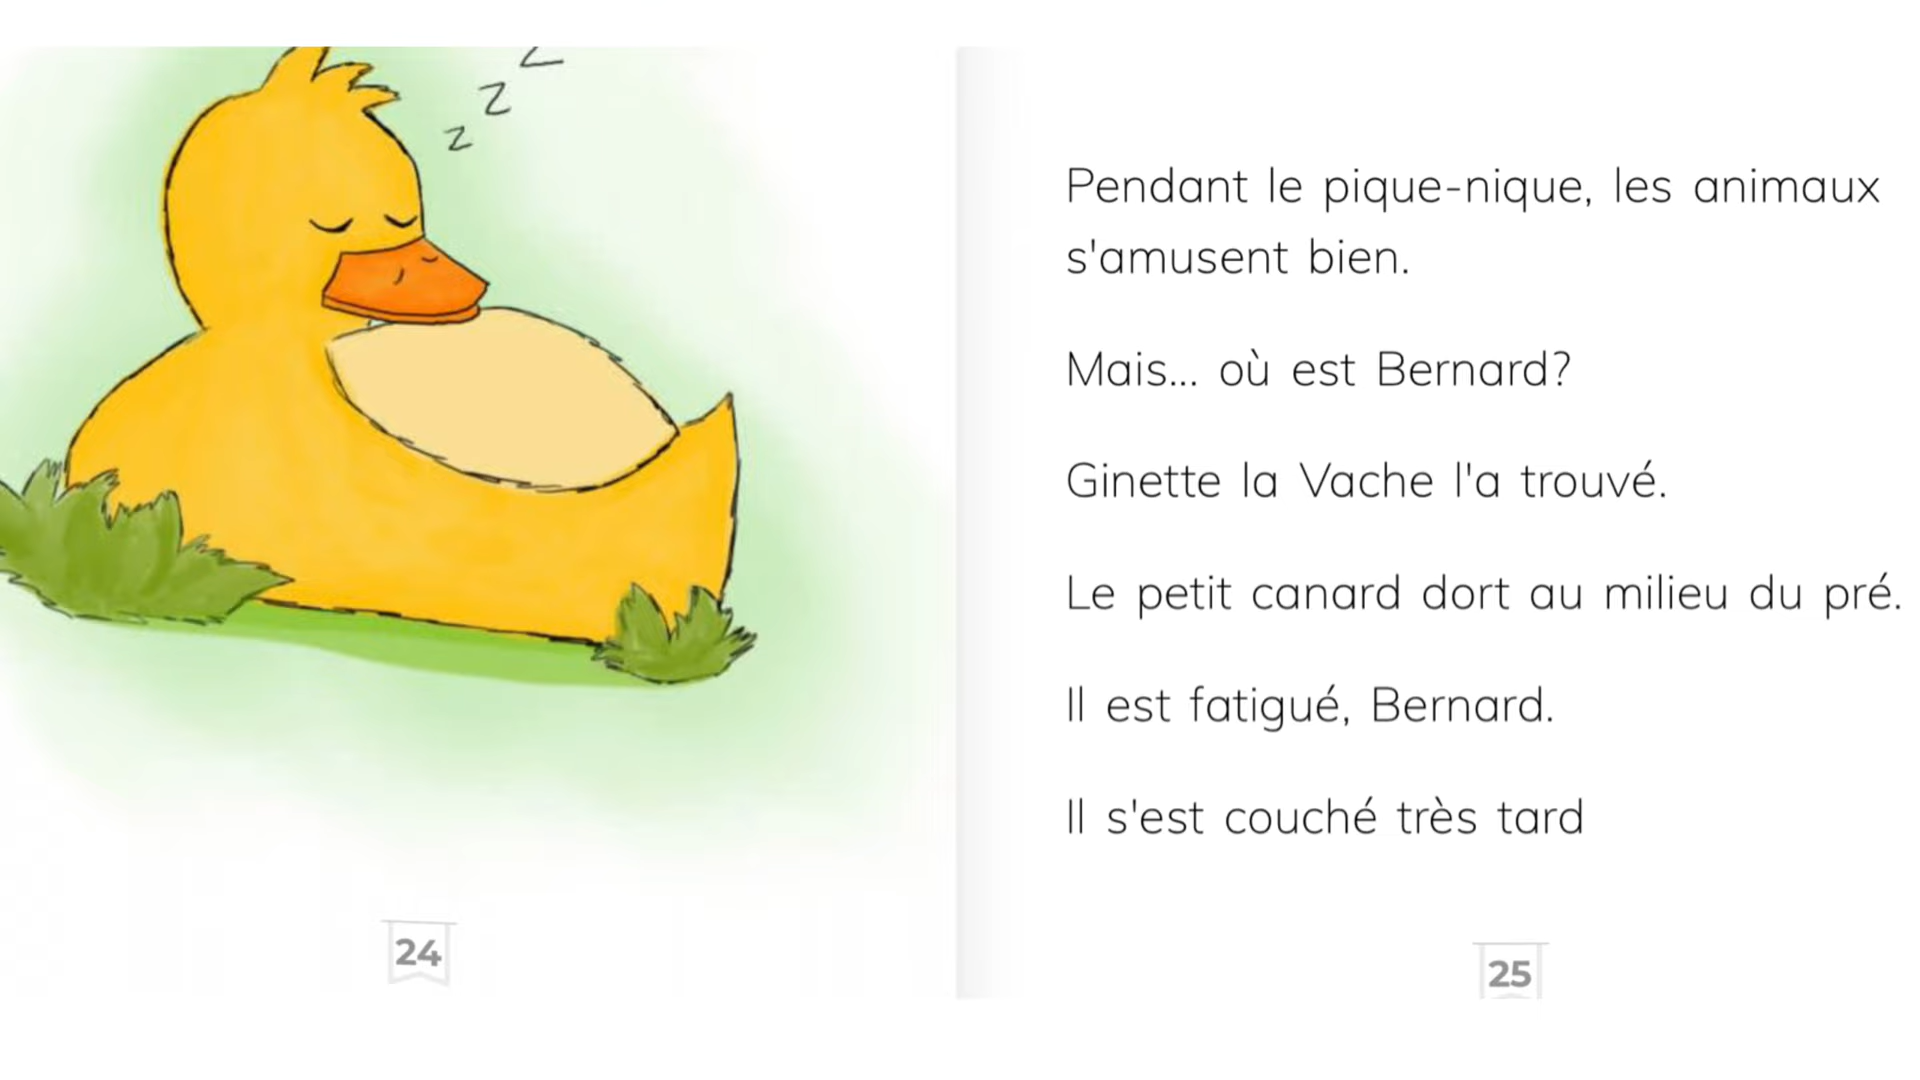 z
z
z
Pendant le pique-nique, les animaux
s'amusent bien.
Mais... où est Bernard?
Ginette la Vache l'a trouvé.
Le petit canard dort au milieu du pré.
Il est fatigué, Bernard.
Il s'est couché très tard
24
25